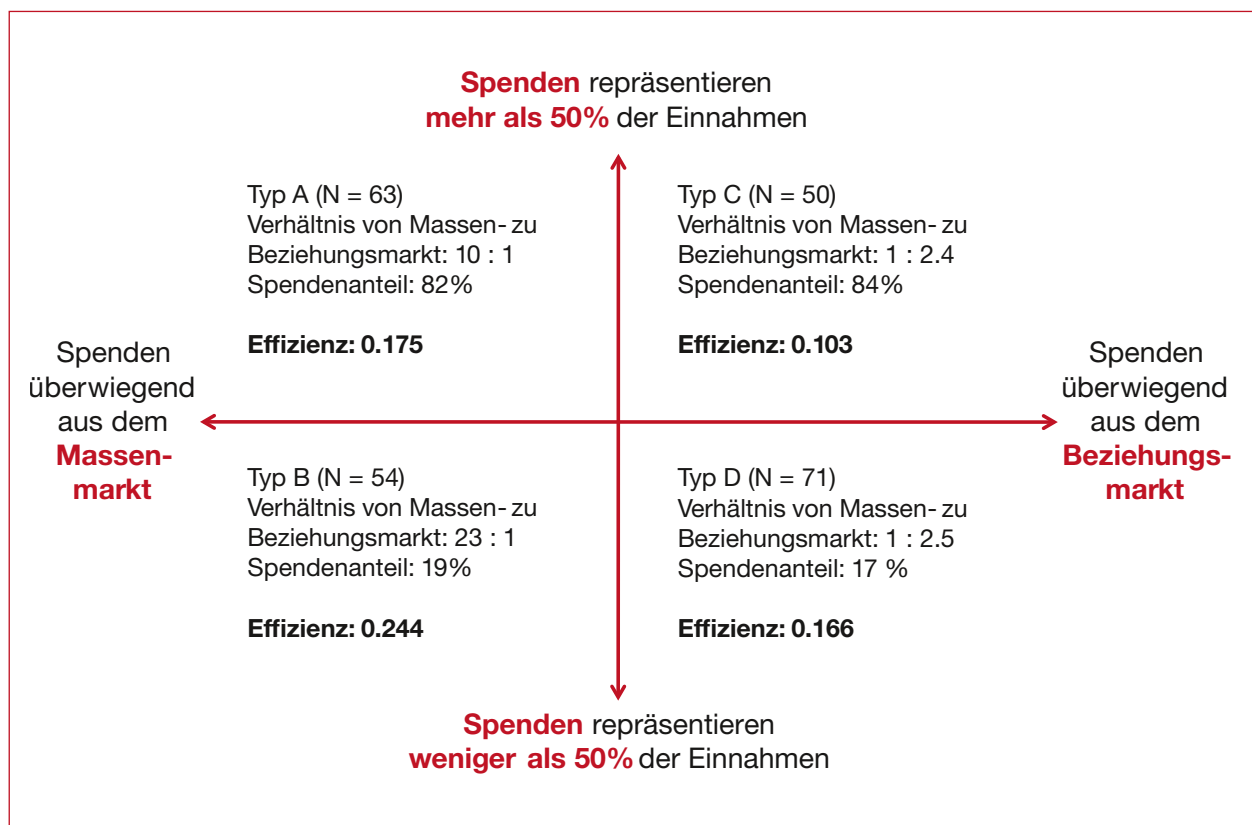 Spenden repräsentieren
mehr als 50% der Einnahmen
Typ A (N = 63)
Verhältnis von Massen- zu
Beziehungsmarkt: 10 : 1
Spendenanteil: 82%
Effizienz: 0.175
Typ C (N = 50)
Verhältnis von Massen- zu
Beziehungsmarkt: 1 : 2.4
Spendenanteil: 84%
Effizienz: 0.103
Spenden
überwiegend
aus dem
Massen-
markt
Spenden
überwiegend
aus dem
Beziehungs-
markt
Typ B (N = 54)
Verhältnis von Massen- zu
Beziehungsmarkt: 23 : 1
Spendenanteil: 19%
Effizienz: 0.244
Typ D (N = 71)
Verhältnis von Massen- zu
Beziehungsmarkt: 1 : 2.5
Spendenanteil: 17 %
Effizienz: 0.166
Spenden repräsentieren
weniger als 50% der Einnahmen